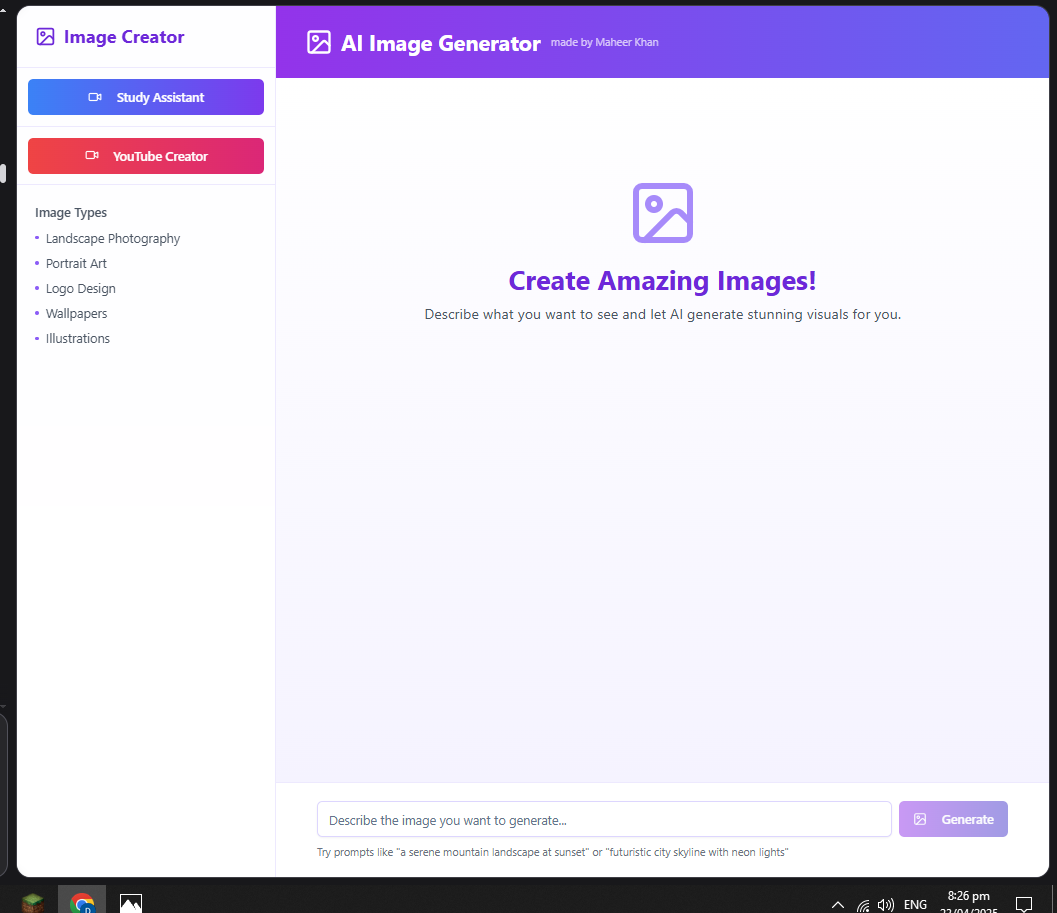 Image Creator
Study Assistant
YouTube Creator
Image Types
Landscape Photography
Portrait Art
Logo Design
Wallpapers
Illustrations
AI Image Generator made by Maheer Khan
Create Amazing Images!
Describe what you want to see and let AI generate stunning visuals for you.
Describe the image you want to generate...
Generate
Try prompts like "a serene mountain landscape at sunset" or "futuristic city skyline with neon lights"
ENG
8:26 pm